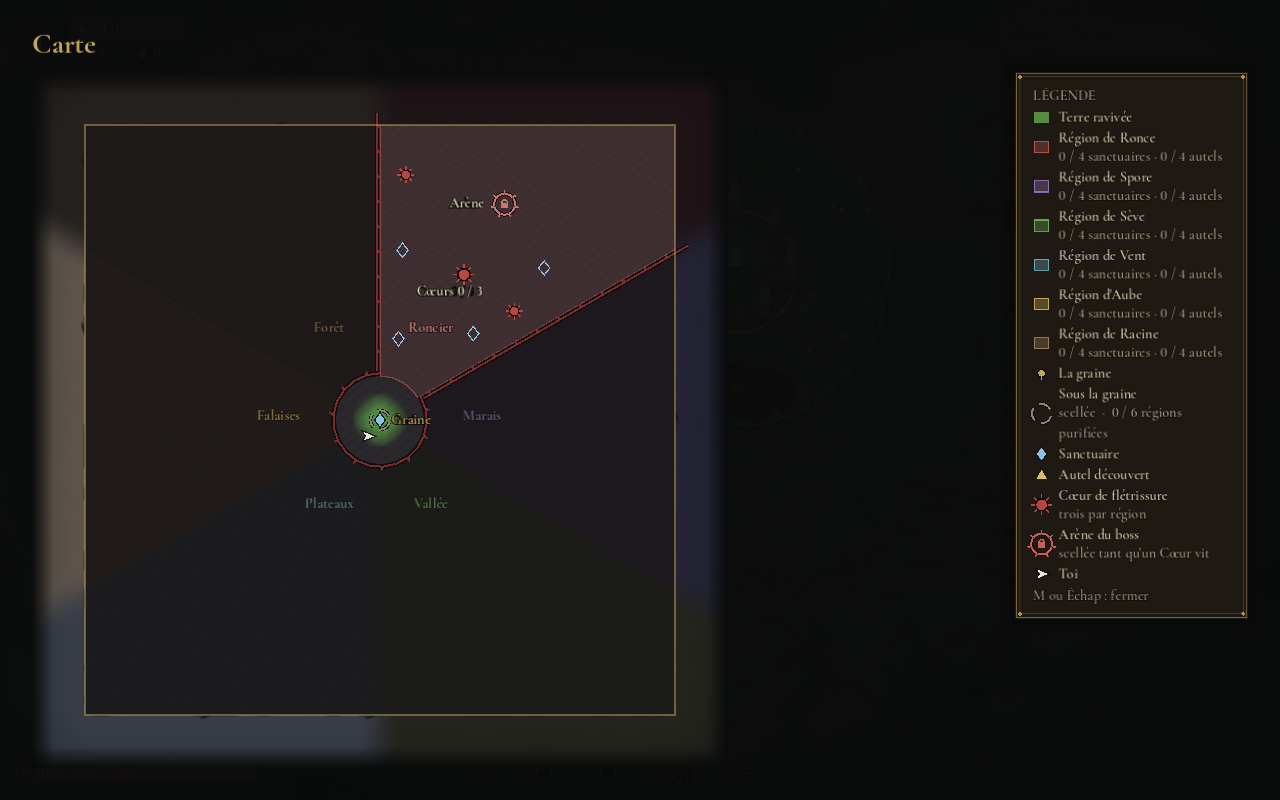 Carte
LÉGENDE
Terre ravivée
Région de Ronce
0 / 4 sanctuaires · 0 / 4 autels
Région de Spore
0 / 4 sanctuaires · 0 / 4 autels
Région de Sève
0 / 4 sanctuaires · 0 / 4 autels
Région de Vent
0 / 4 sanctuaires · 0 / 4 autels
Région d'Aube
0 / 4 sanctuaires · 0 / 4 autels
Région de Racine
0 / 4 sanctuaires · 0 / 4 autels
La graine
Sous la graine
scellée · 0 / 6 régions
purifiées
Sanctuaire
Autel découvert
Cœur de flétrissure
trois par région
Arène du boss
scellée tant qu'un Cœur vit
Toi
M ou Échap : fermer
Arène
Cœurs 0 / 3
Forêt
Roncier
Falaises
Graine
Marais
Plateaux
Vallée